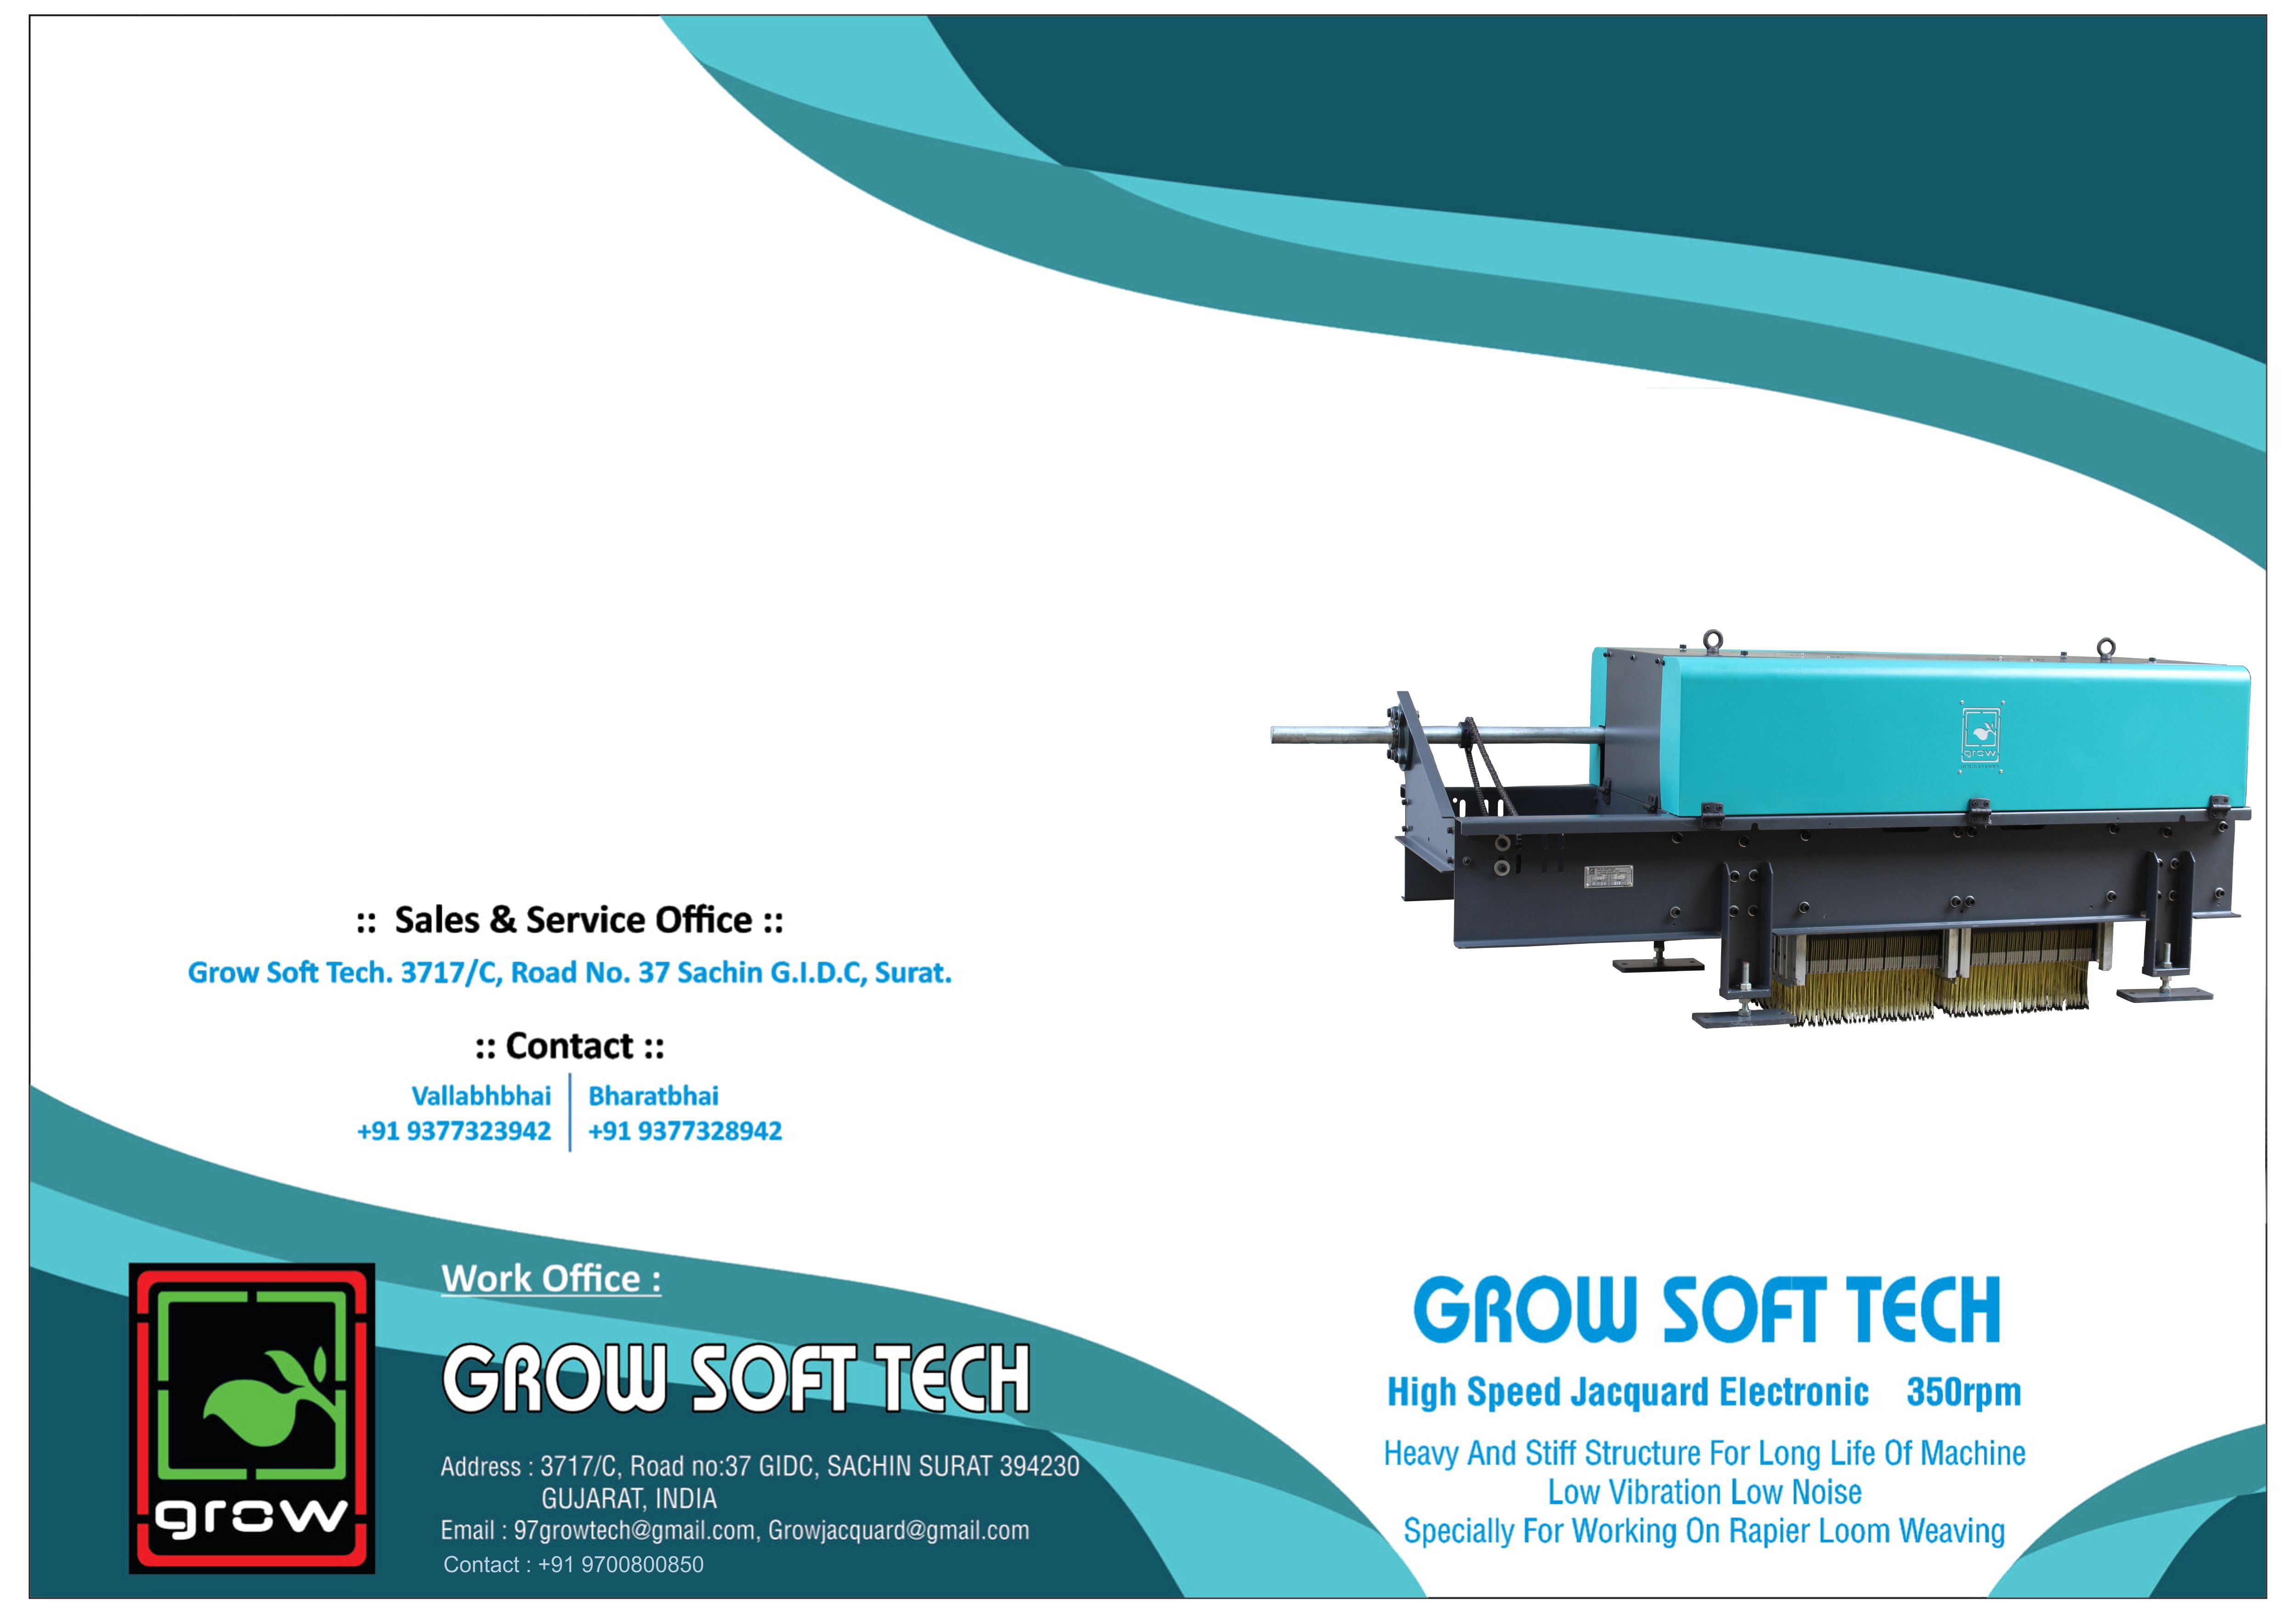 :: Sales & Service Office ::
Grow Soft Tech. 3717/C, Road No. 37 Sachin G.I.D.C, Surat.
:: Contact ::
Vallabhbhai
+91 9377323942
Bharatbhai
+91 9377328942
Work Office :
GROW SOFT TECH
Address : 3717/C, Road no:37 GIDC, SACHIN SURAT 394230
GUJARAT, INDIA
Email : 97growtech@gmail.com, Growjacquard@gmail.com
Contact : +91 9700800850
grow
grow
GROW SOFT TECH
High Speed Jacquard Electronic 350rpm
Heavy And Stiff Structure For Long Life Of Machine
Low Vibration Low Noise
Specially For Working On Rapier Loom Weaving